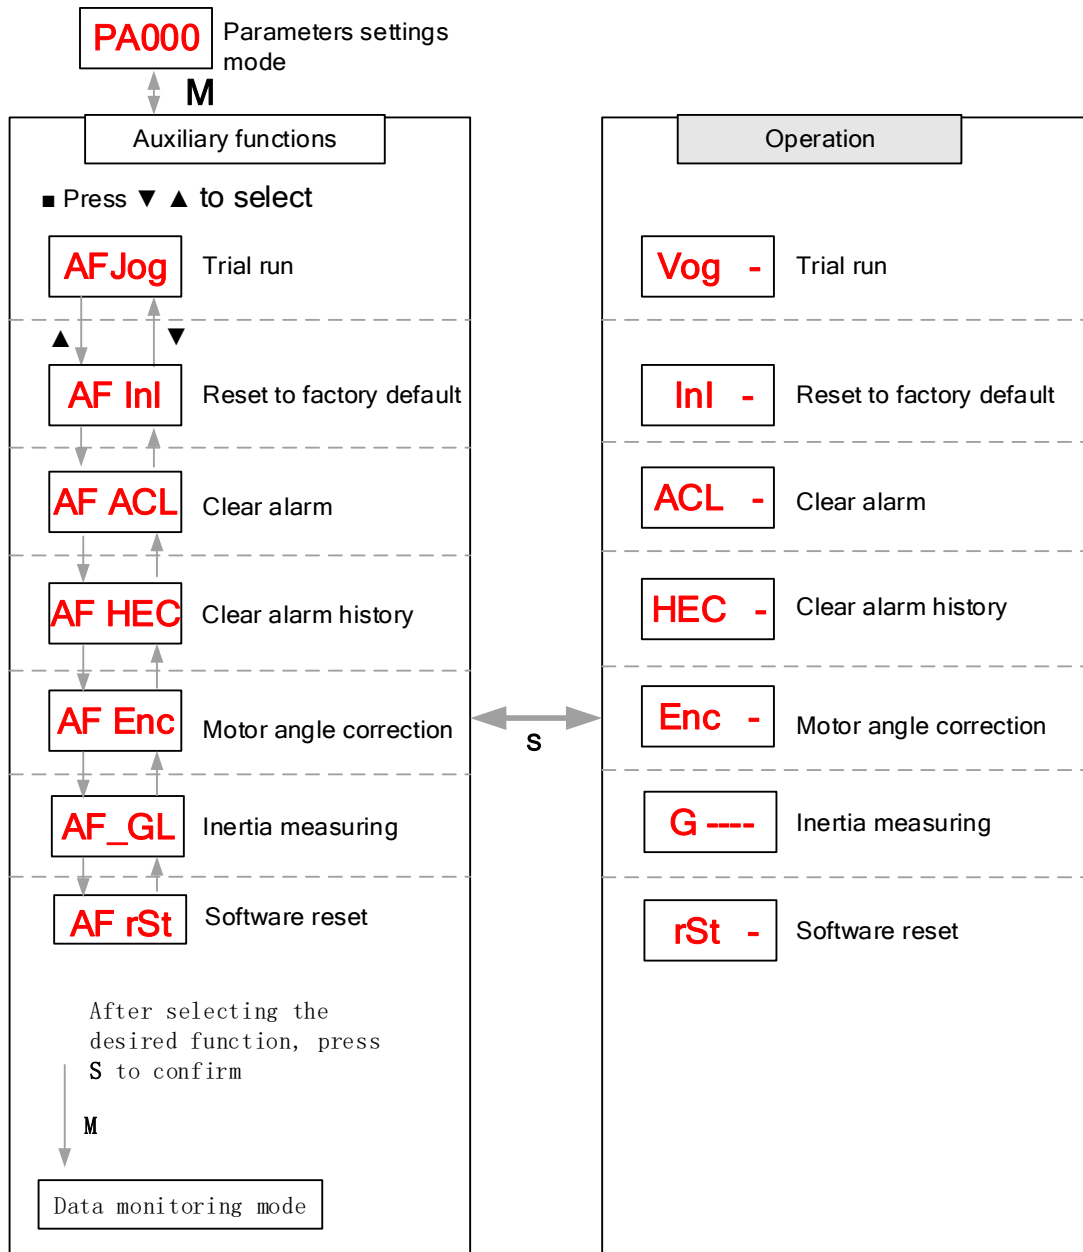 PA000
Parameters settings
mode
M
Auxiliary functions
■ Press ▼ ▲ to select
AFJog
Trial run
▲
▼
AF InI
Reset to factory default
AF ACL
Clear alarm
AF HEC
Clear alarm history
AF Enc
Motor angle correction
AF_GL
Inertia measuring
AF rSt
Software reset
After selecting the
desired function, press
S to confirm
M
Data monitoring mode
S
Operation
Vog -
Trial run
InI -
Reset to factory default
ACL -
Clear alarm
HEC -
Clear alarm history
Enc -
Motor angle correction
G ----
Inertia measuring
rSt -
Software reset